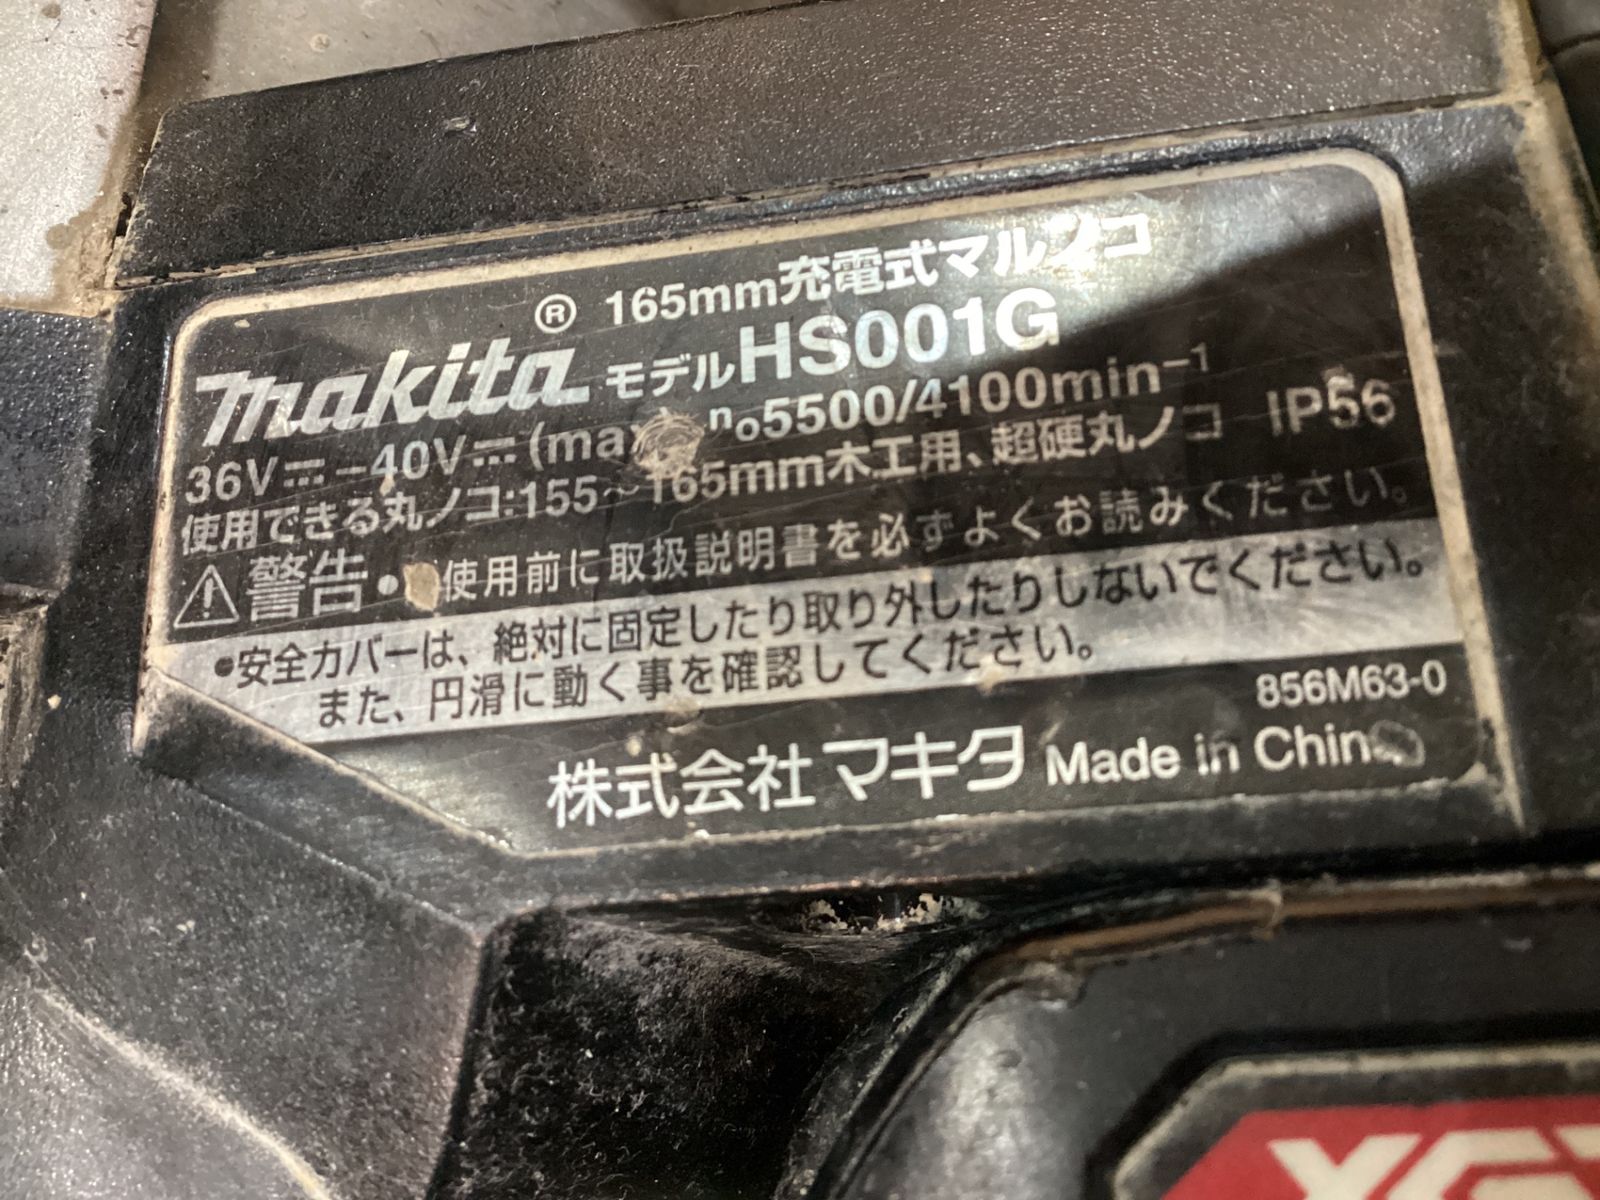 165mm充電式マルノコ
makita® モデルHS001G
36V⎓-40V⎓(max) n₀5500/4100min⁻¹
使用できる丸ノコ:155~165mm木工用、超硬丸ノコ IP56
⚠警告 ●使用前に取扱説明書を必ずよくお読みください。
●安全カバーは、絶対に固定したり取り外したりしないでください。
また、円滑に動く事を確認してください。
856M63-0
株式会社マキタ Made in China